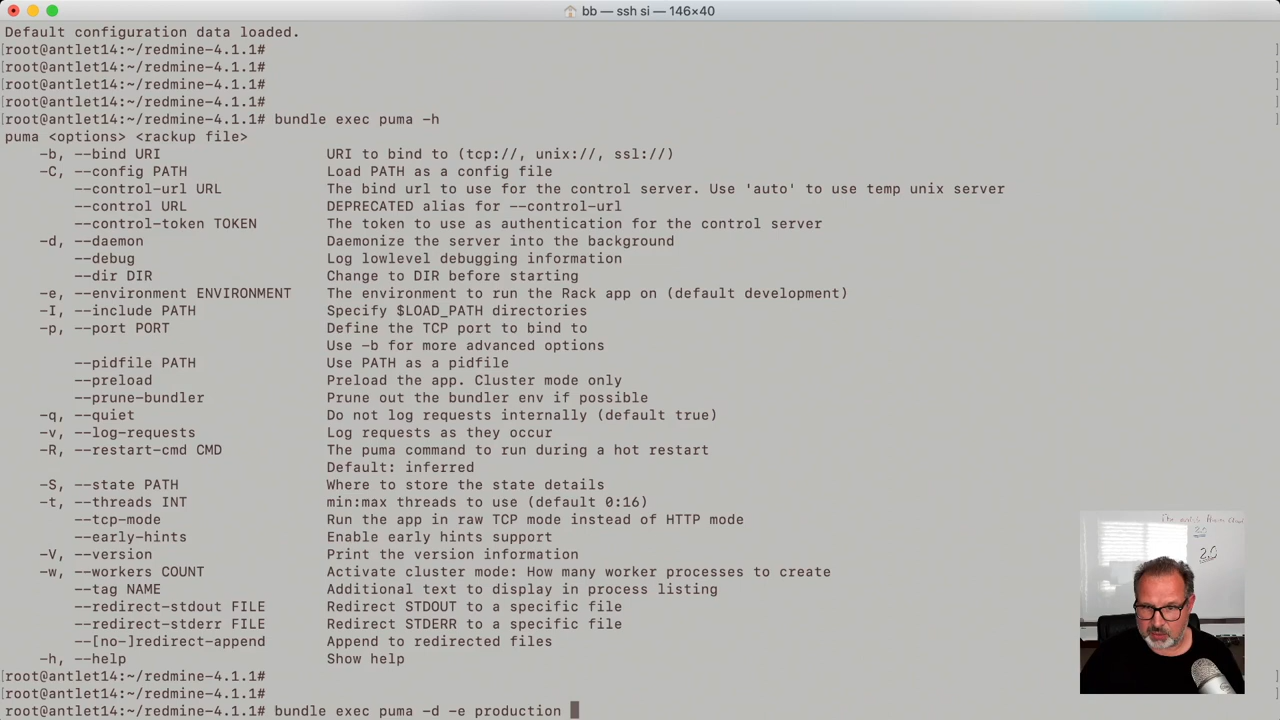 bb — ssh si — 146×40
Default configuration data loaded.
[root@antlet14:~/redmine-4.1.1# ]
[root@antlet14:~/redmine-4.1.1# ]
[root@antlet14:~/redmine-4.1.1# ]
[root@antlet14:~/redmine-4.1.1# ]
[root@antlet14:~/redmine-4.1.1# bundle exec puma -h ]
puma <options> <rackup file>
-b, --bind URI URI to bind to (tcp://, unix://, ssl://)
-C, --config PATH Load PATH as a config file
--control-url URL The bind url to use for the control server. Use 'auto' to use temp unix server
--control URL DEPRECATED alias for --control-url
--control-token TOKEN The token to use as authentication for the control server
-d, --daemon Daemonize the server into the background
--debug Log lowlevel debugging information
--dir DIR Change to DIR before starting
-e, --environment ENVIRONMENT The environment to run the Rack app on (default development)
-I, --include PATH Specify $LOAD_PATH directories
-p, --port PORT Define the TCP port to bind to
Use -b for more advanced options
--pidfile PATH Use PATH as a pidfile
--preload Preload the app. Cluster mode only
--prune-bundler Prune out the bundler env if possible
-q, --quiet Do not log requests internally (default true)
-v, --log-requests Log requests as they occur
-R, --restart-cmd CMD The puma command to run during a hot restart
Default: inferred
-S, --state PATH Where to store the state details
-t, --threads INT min:max threads to use (default 0:16)
--tcp-mode Run the app in raw TCP mode instead of HTTP mode
--early-hints Enable early hints support
-V, --version Print the version information
-w, --workers COUNT Activate cluster mode: How many worker processes to create
--tag NAME Additional text to display in process listing
--redirect-stdout FILE Redirect STDOUT to a specific file
--redirect-stderr FILE Redirect STDERR to a specific file
--[no-]redirect-append Append to redirected files
-h, --help Show help
[root@antlet14:~/redmine-4.1.1# ]
[root@antlet14:~/redmine-4.1.1# ]
root@antlet14:~/redmine-4.1.1# bundle exec puma -d -e production